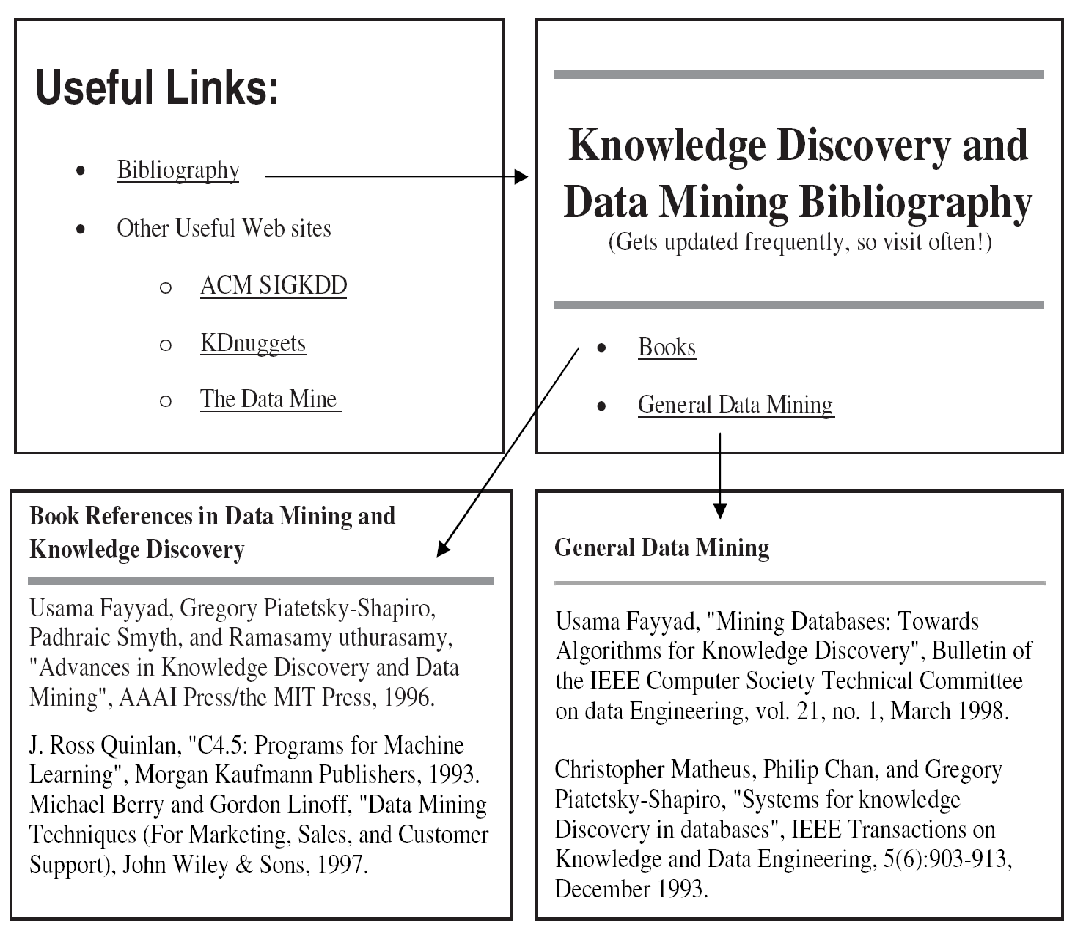 Useful Links:
• Bibliography
• Other Useful Web sites
o ACM SIGKDD
o KDnuggets
o The Data Mine
Knowledge Discovery and
Data Mining Bibliography
(Gets updated frequently, so visit often!)
• Books
• General Data Mining
Book References in Data Mining and
Knowledge Discovery
Usama Fayyad, Gregory Piatetsky-Shapiro,
Padhraic Smyth, and Ramasamy uthurasamy,
"Advances in Knowledge Discovery and Data
Mining", AAAI Press/the MIT Press, 1996.
J. Ross Quinlan, "C4.5: Programs for Machine
Learning", Morgan Kaufmann Publishers, 1993.
Michael Berry and Gordon Linoff, "Data Mining
Techniques (For Marketing, Sales, and Customer
Support), John Wiley & Sons, 1997.
General Data Mining
Usama Fayyad, "Mining Databases: Towards
Algorithms for Knowledge Discovery", Bulletin of
the IEEE Computer Society Technical Committee
on data Engineering, vol. 21, no. 1, March 1998.
Christopher Matheus, Philip Chan, and Gregory
Piatetsky-Shapiro, "Systems for knowledge
Discovery in databases", IEEE Transactions on
Knowledge and Data Engineering, 5(6):903-913,
December 1993.